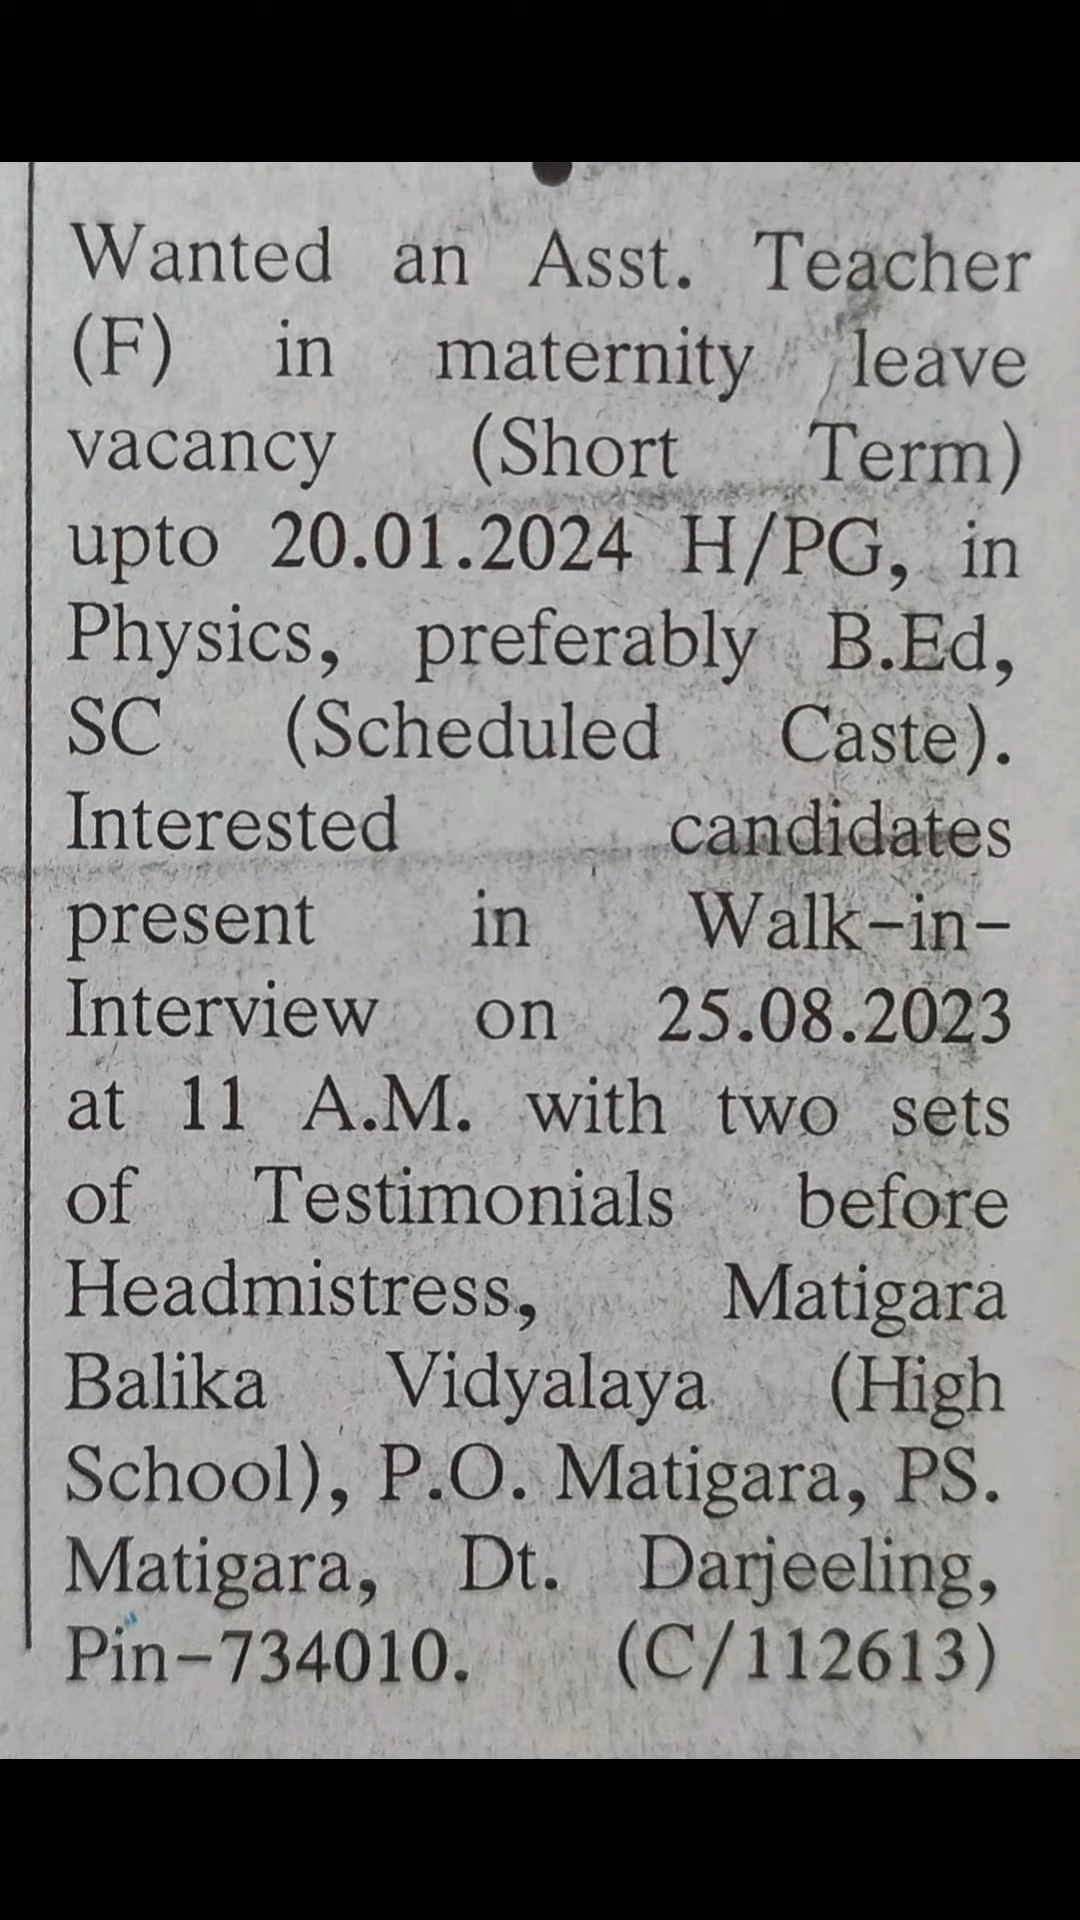 Wanted an Asst. Teacher
(F) in maternity leave
vacancy (Short Term)
upto 20.01.2024 H/PG, in
Physics, preferably B.Ed,
SC (Scheduled Caste).
Interested candidates
present in Walk-in-
Interview on 25.08.2023
at 11 A.M. with two sets
of Testimonials before
Headmistress, Matigara
Balika Vidyalaya (High
School), P.O. Matigara, PS.
Matigara, Dt. Darjeeling,
Pin-734010. (C/112613)